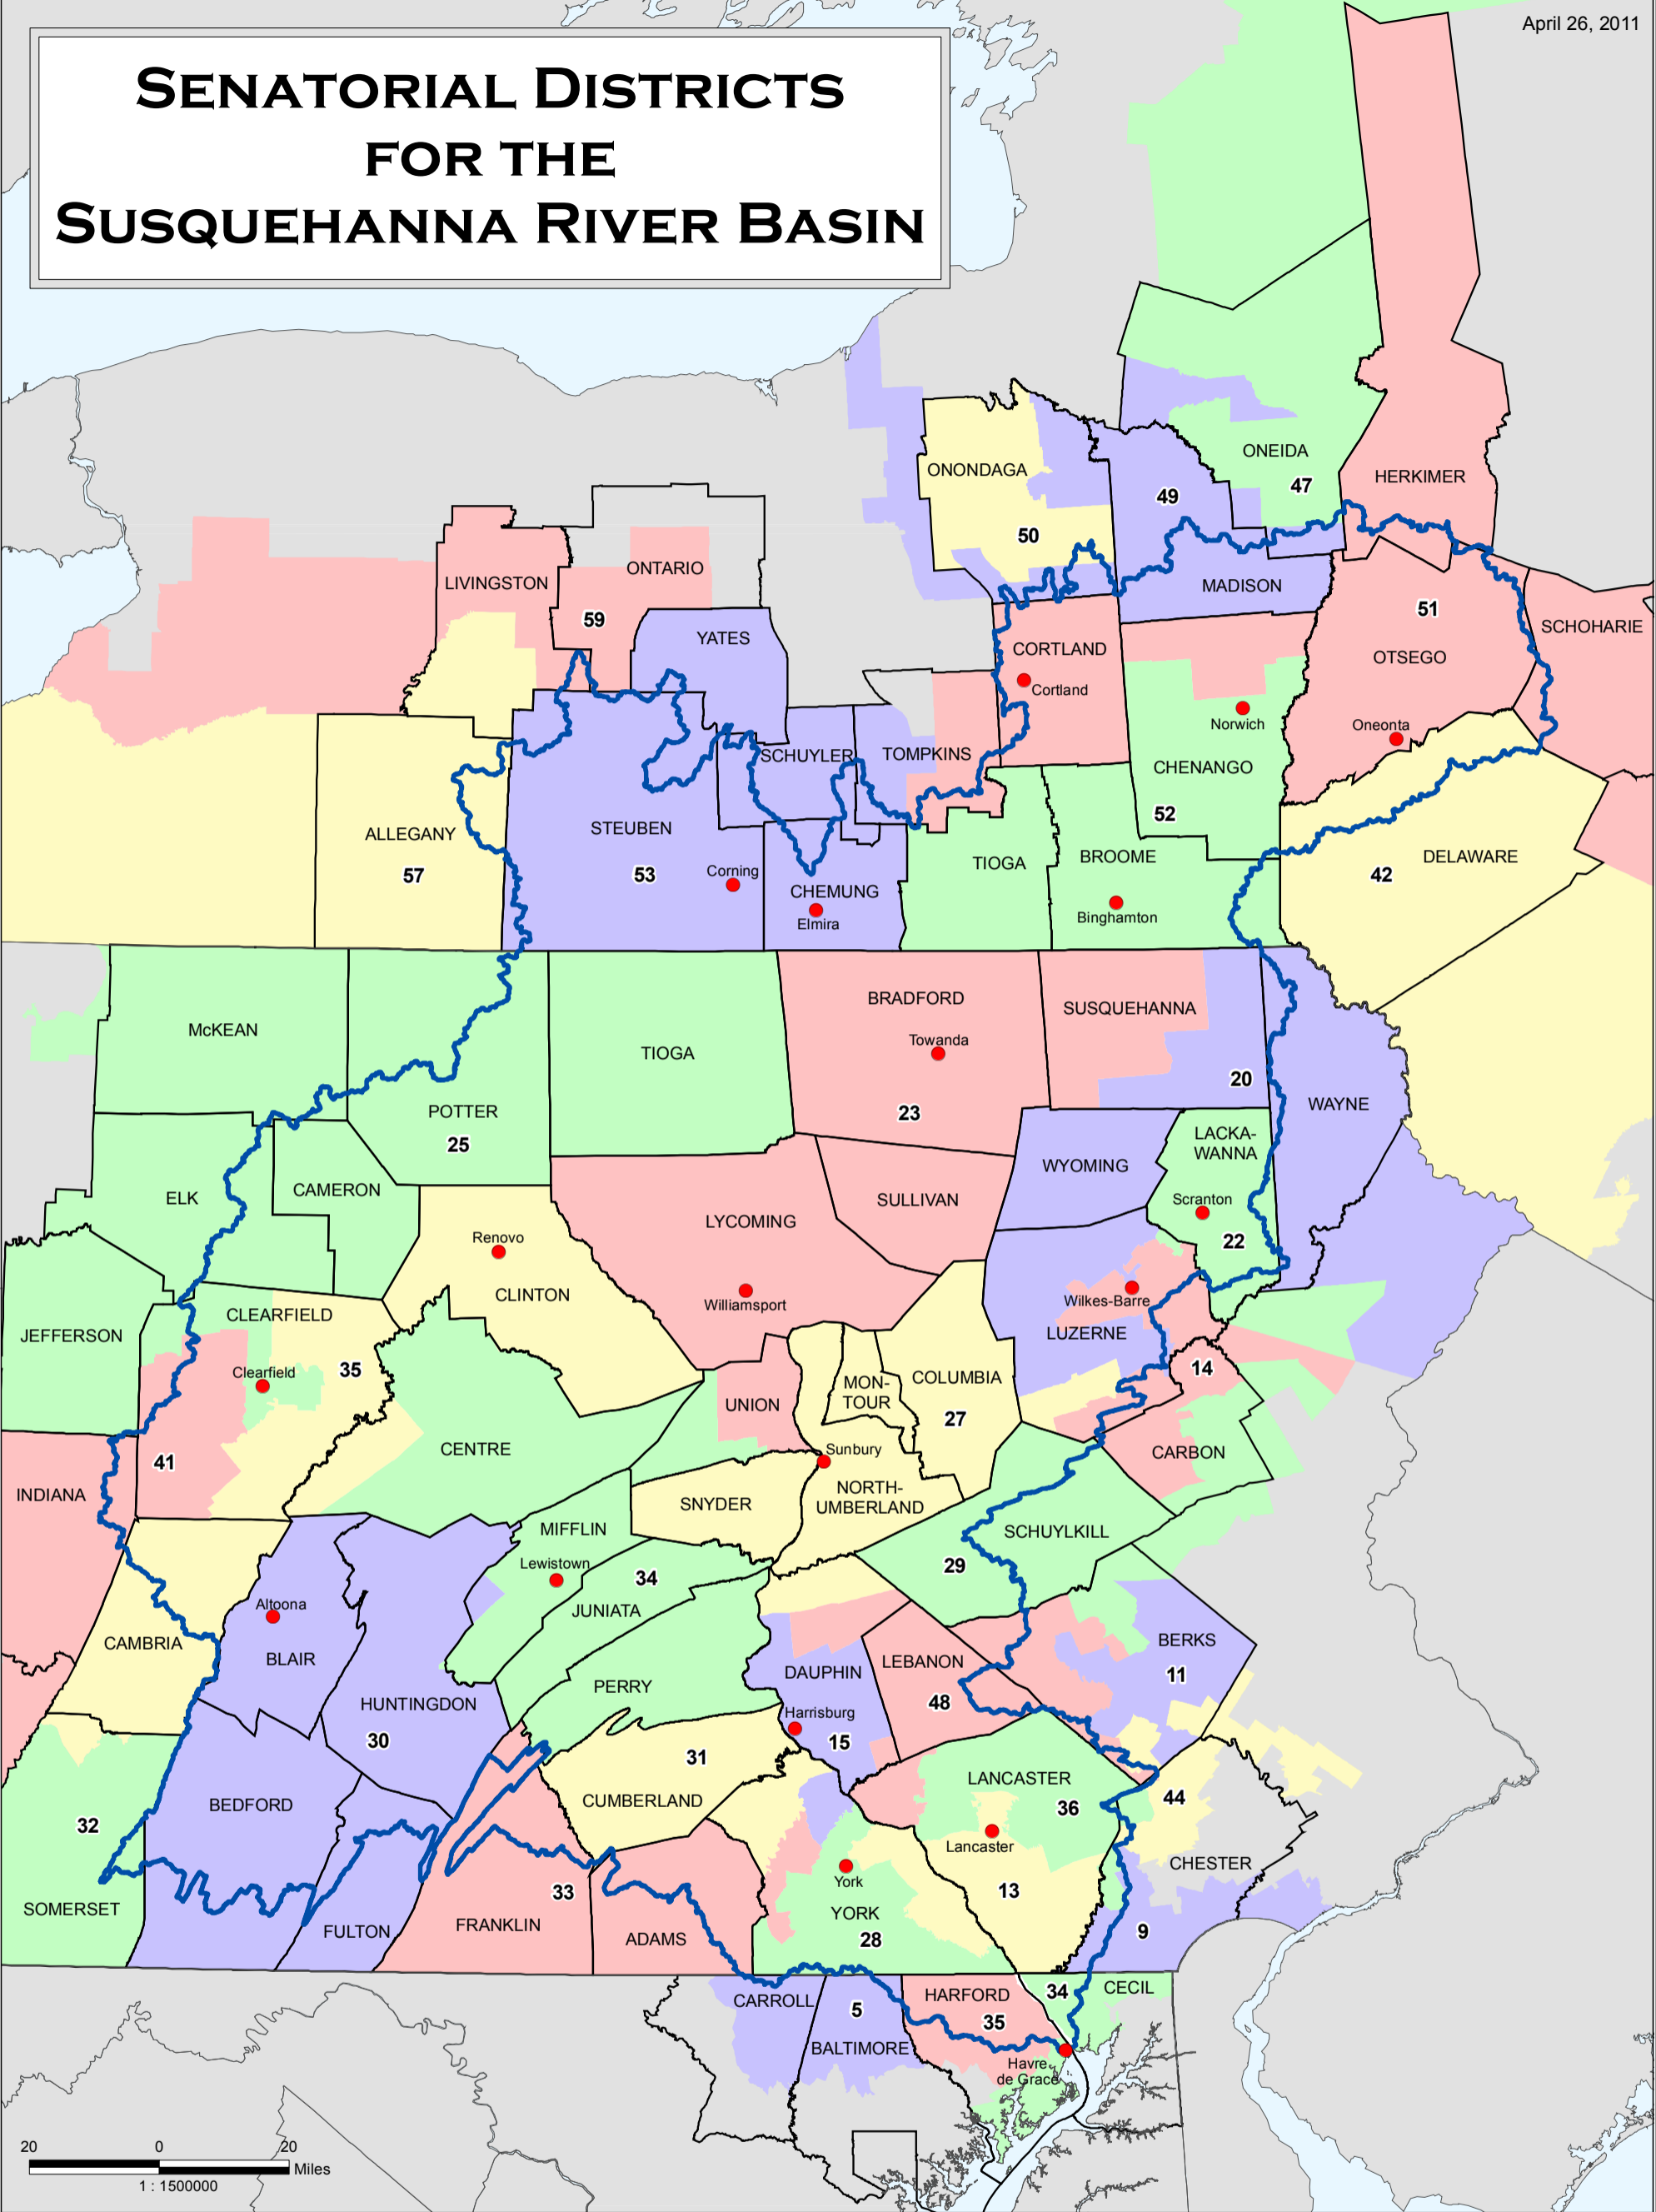 April 26, 2011
SENATORIAL DISTRICTS
FOR THE
SUSQUEHANNA RIVER BASIN
ONEIDA
47
HERKIMER
ONONDAGA
50
49
MADISON
LIVINGSTON
ONTARIO
59
YATES
CORTLAND
Cortland
51
OTSEGO
SCHOHARIE
Oneonta
Norwich
CHENANGO
52
SCHUYLER
TOMPKINS
ALLEGANY
57
STEUBEN
53
Corning
CHEMUNG
Elmira
TIOGA
BROOME
Binghamton
DELAWARE
42
McKEAN
POTTER
25
TIOGA
BRADFORD
Towanda
23
SUSQUEHANNA
20
WAYNE
LACKA-
WANNA
Scranton
22
WYOMING
ELK
CAMERON
Renovo
CLINTON
LYCOMING
Williamsport
SULLIVAN
Wilkes-Barre
LUZERNE
JEFFERSON
CLEARFIELD
Clearfield
35
41
CENTRE
UNION
MON-
TOUR
COLUMBIA
27
14
CARBON
INDIANA
SNYDER
Sunbury
NORTH-
UMBERLAND
SCHUYLKILL
29
MIFFLIN
Lewistown
34
JUNIATA
Altoona
BLAIR
CAMBRIA
HUNTINGDON
30
PERRY
DAUPHIN
Harrisburg
15
LEBANON
48
BERKS
11
31
CUMBERLAND
BEDFORD
32
SOMERSET
FULTON
FRANKLIN
33
ADAMS
York
YORK
28
LANCASTER
36
Lancaster
13
44
CHESTER
9
CARROLL
5
BALTIMORE
HARFORD
35
34
CECIL
Havre
de Grace
20 0 20
Miles
1 : 1500000